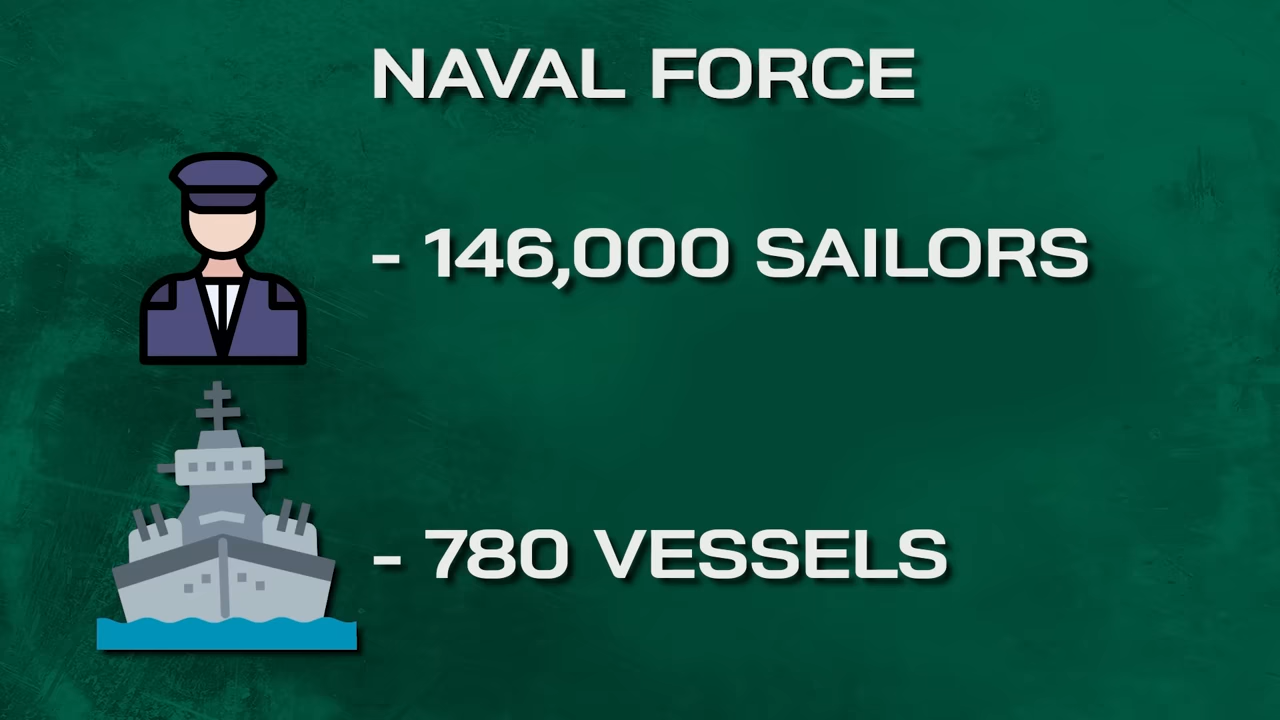 NAVAL FORCE
- 146,000 SAILORS
- 780 VESSELS